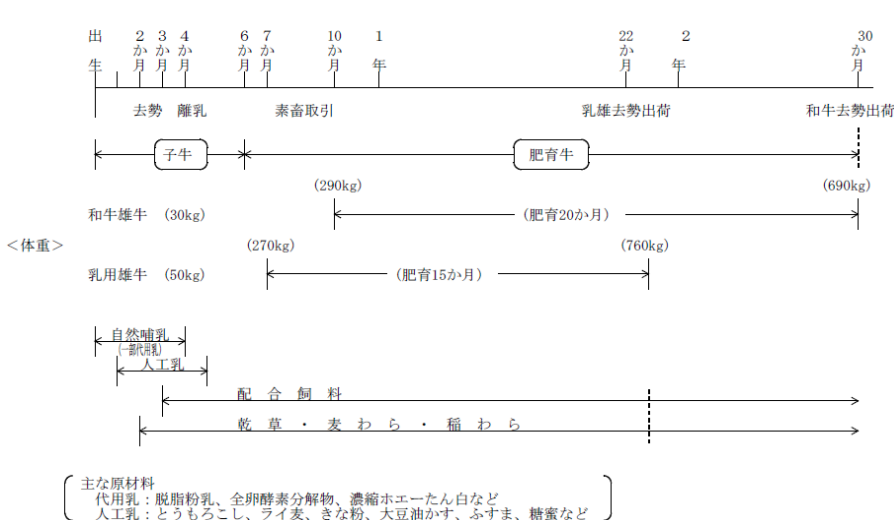 出生 2か月 3か月 4か月 6か月 7か月 10か月 1年 22か月 2年 30か月
去勢 離乳 素畜取引 乳雄去勢出荷 和牛去勢出荷
子牛 肥育牛
(290kg) (690kg)
和牛雄牛 (30kg) (肥育20か月)
<体重> (270kg) (760kg)
乳用雄牛 (50kg) (肥育15か月)
自然哺乳
(一部代用乳)
人工乳
配合飼料
乾草・麦わら・稲わら
主な原材料
代用乳:脱脂粉乳、全卵酵素分解物、濃縮ホエーたん白など
人工乳:とうもろこし、ライ麦、きな粉、大豆油かす、ふすま、糖蜜など